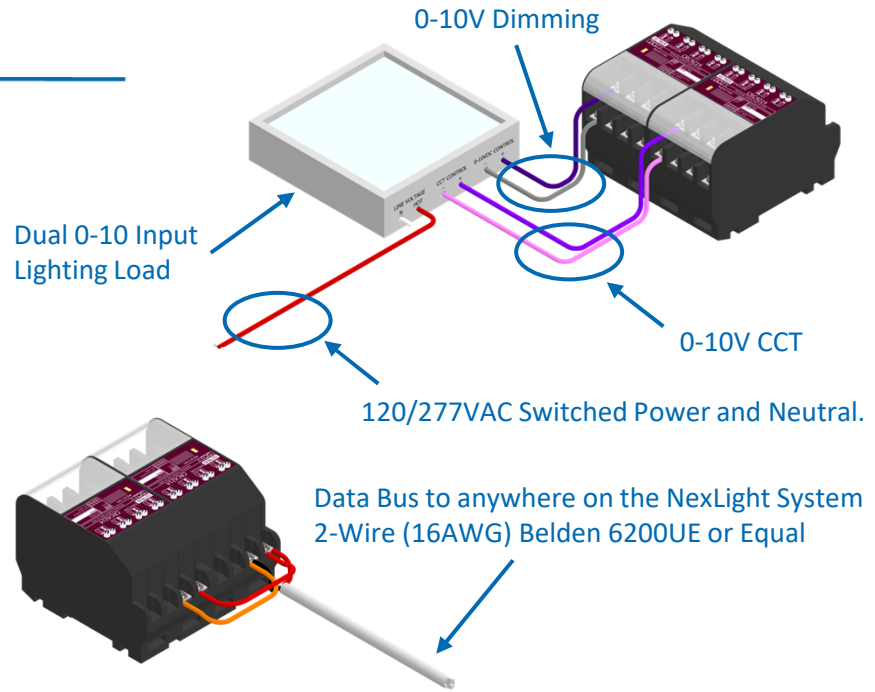 0-10V Dimming
LINE VOLTAGE
N HOT
CCT CONTROL
- +
0-10VDC CONTROL
- +
Dual 0-10 Input
Lighting Load
0-10V CCT
120/277VAC Switched Power and Neutral.
Data Bus to anywhere on the NexLight System
2-Wire (16AWG) Belden 6200UE or Equal